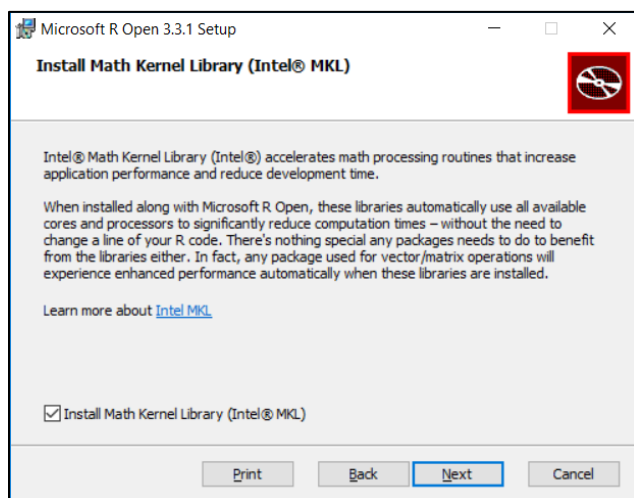 Microsoft R Open 3.3.1 Setup
Install Math Kernel Library (Intel® MKL)
Intel® Math Kernel Library (Intel®) accelerates math processing routines that increase
application performance and reduce development time.
When installed along with Microsoft R Open, these libraries automatically use all available
cores and processors to significantly reduce computation times – without the need to
change a line of your R code. There's nothing special any packages needs to do to benefit
from the libraries either. In fact, any package used for vector/matrix operations will
experience enhanced performance automatically when these libraries are installed.
Learn more about Intel MKL
Install Math Kernel Library (Intel® MKL)
Print Back Next Cancel